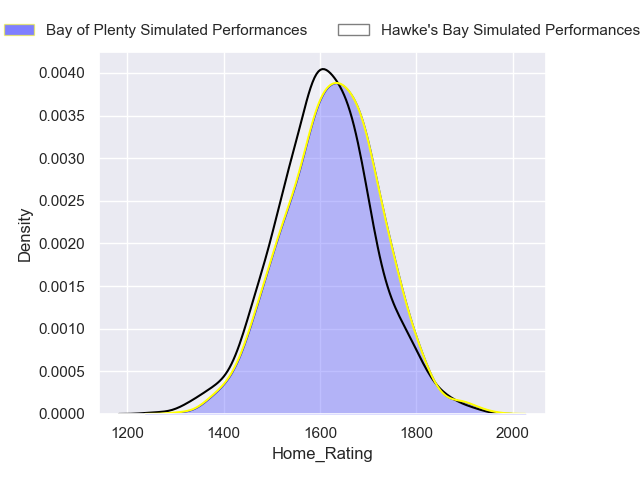 Bay of Plenty Simulated Performances
Hawke's Bay Simulated Performances
0.0040
0.0035
0.0030
0.0025
0.0020
0.0015
0.0010
0.0005
0.0000
Density
1200 1400 1600 1800 2000
Home_Rating